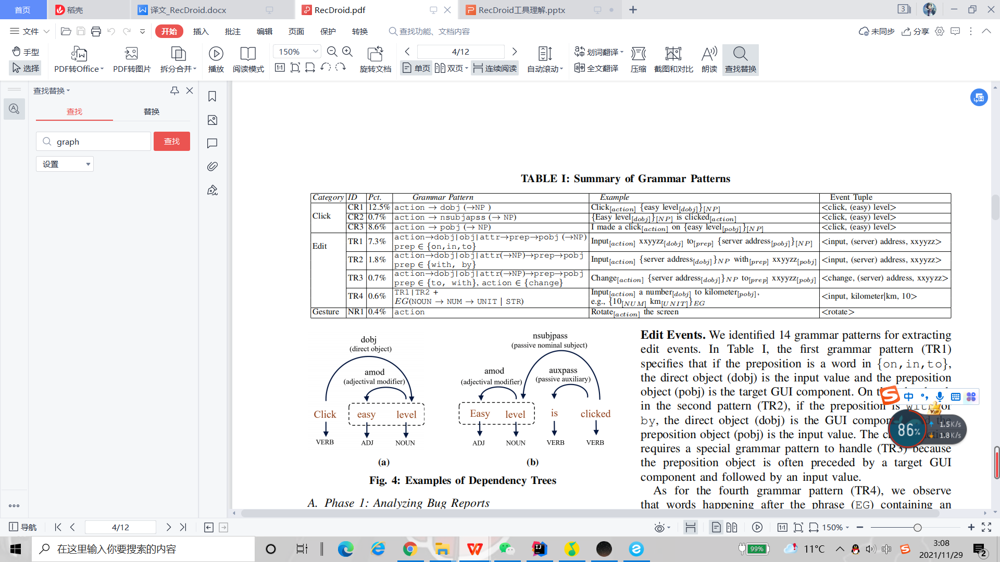 首页
稻壳
译文_RecDroid.docx
RecDroid.pdf
RecDroid工具理解.pptx
3
文件
开始
插入
批注
编辑
页面
保护
转换
查找功能、文档内容
未同步
分享
手型
选择
PDF转Office
PDF转图片
拆分合并
播放
阅读模式
150%
1:1
旋转文档
4/12
单页
双页
连续阅读
自动滚动
划词翻译
全文翻译
压缩
截图和对比
朗读
查找替换
查找替换
查找
替换
graph
查找
设置
TABLE I: Summary of Grammar Patterns
Category ID Pct. Grammar Pattern Example Event Tuple
Click CR1 12.5% action → dobj (→NP ) Click[action] {easy level[dobj]}[NP] <click, (easy) level>
CR2 0.7% action → nsubjapss (→ NP) {Easy level[dobj]}[NP] is clicked[action] <click, (easy) level>
CR3 8.6% action → pobj (→ NP) I made a click[action] on {easy level[pobj]}[NP] <click, (easy) level>
Edit TR1 7.3% action→dobj|obj|attr→prep→pobj (→NP) Input[action] xxyyzz[dobj] to[prep] {server address[pobj]}[NP] <input, (server) address, xxyyzz>
prep ∈ {on,in,to}
TR2 1.8% action→dobj|obj|attr(→NP)→prep→pobj Input[action] {server address[dobj]}NP with[prep] xxyyzz[pobj] <input, (server) address, xxyyzz>
prep ∈ {with, by}
TR3 0.7% action→dobj|obj|attr(→NP)→prep→pobj Change[action] {server address[dobj]}NP to[prep] xxyyzz[pobj] <change, (server) address, xxyyzz>
prep ∈ {to, with}, action ∈ {change}
TR4 0.6% TR1|TR2 + Input[action] a number[dobj] to kilometer[pobj], <input, kilometer|km, 10>
EG(NOUN → NUM → UNIT | STR) e.g., {10[NUM] km[UNIT]}EG
Gesture NR1 0.4% action Rotate[action] the screen <rotate>
dobj
(direct object)
amod
(adjectival modifier)
Click easy level
VERB ADJ NOUN
(a)
nsubjpass
(passive nominal subject)
amod
(adjectival modifier)
auxpass
(passive auxiliary)
Easy level is clicked
ADJ NOUN VERB VERB
(b)
Fig. 4: Examples of Dependency Trees
A. Phase 1: Analyzing Bug Reports
Edit Events. We identified 14 grammar patterns for extracting
edit events. In Table I, the first grammar pattern (TR1)
specifies that if the preposition is a word in {on,in,to},
the direct object (dobj) is the input value and the preposition
object (pobj) is the target GUI component. On
in the second pattern (TR2), if the preposition is with or
by, the direct object (dobj) is the GUI the
preposition object (pobj) is the input value. The
requires a special grammar pattern to handle (TR3) because
the preposition object is often preceded by a target GUI
component and followed by an input value.
As for the fourth grammar pattern (TR4), we observe
that words happening after the phrase (EG) containing an
中
VIP
86%
1.5K/s
1.8K/s
导航
4/12
1:1
150%
在这里输入你要搜索的内容
99%
11°C
中
3:08
2021/11/29
2